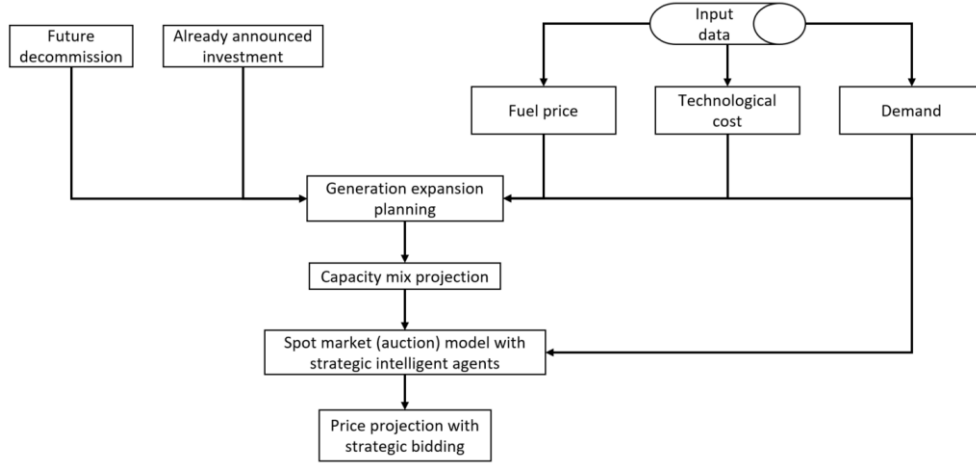 Future
decommission
Already announced
investment
Input
data
Fuel price
Technological
cost
Demand
Generation expansion
planning
Capacity mix projection
Spot market (auction) model with
strategic intelligent agents
Price projection with
strategic bidding